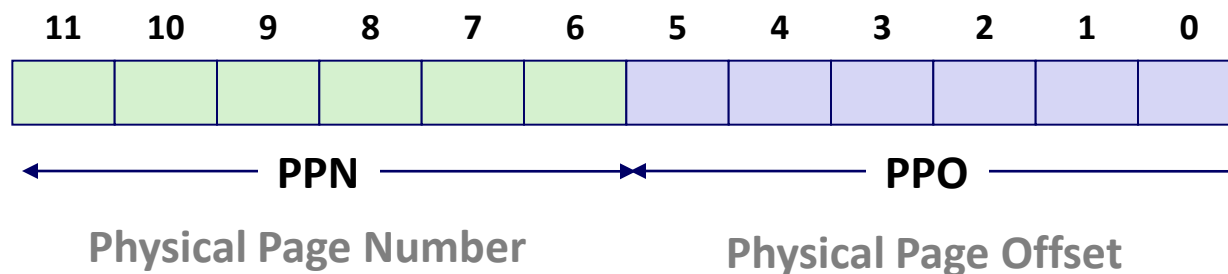 11 10 9 8 7 6 5 4 3 2 1 0
PPN PPO
Physical Page Number Physical Page Offset